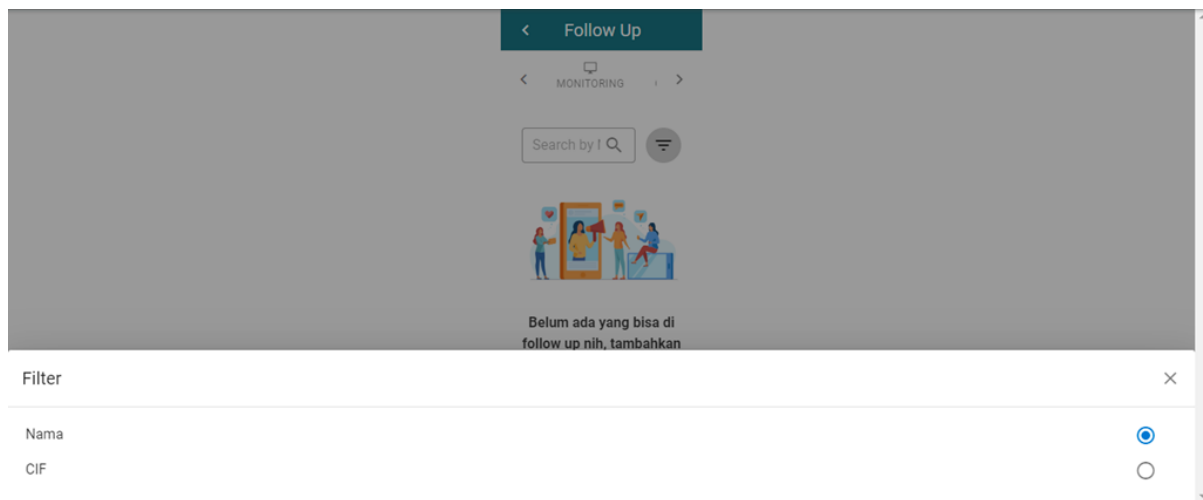 Follow Up
MONITORING
Search by
Belum ada yang bisa di
follow up nih, tambahkan
Filter
Nama
CIF